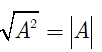 √A² = |A|